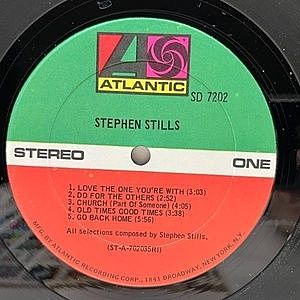 ATLANTIC
SD 7202
STEPHEN STILLS
STEREO ONE
1. LOVE THE ONE YOU'RE WITH (3:03)
2. DO FOR THE OTHERS (2:52)
3. CHURCH (Part Of Someone) (4:05)
4. OLD TIMES GOOD TIMES (3:38)
5. GO BACK HOME (5:56)
All selections composed by Stephen Stills,
(ST-A-702035RI)
MFG. BY ATLANTIC RECORDING CORP., 1841 BROADWAY, NEW YORK, N.Y.